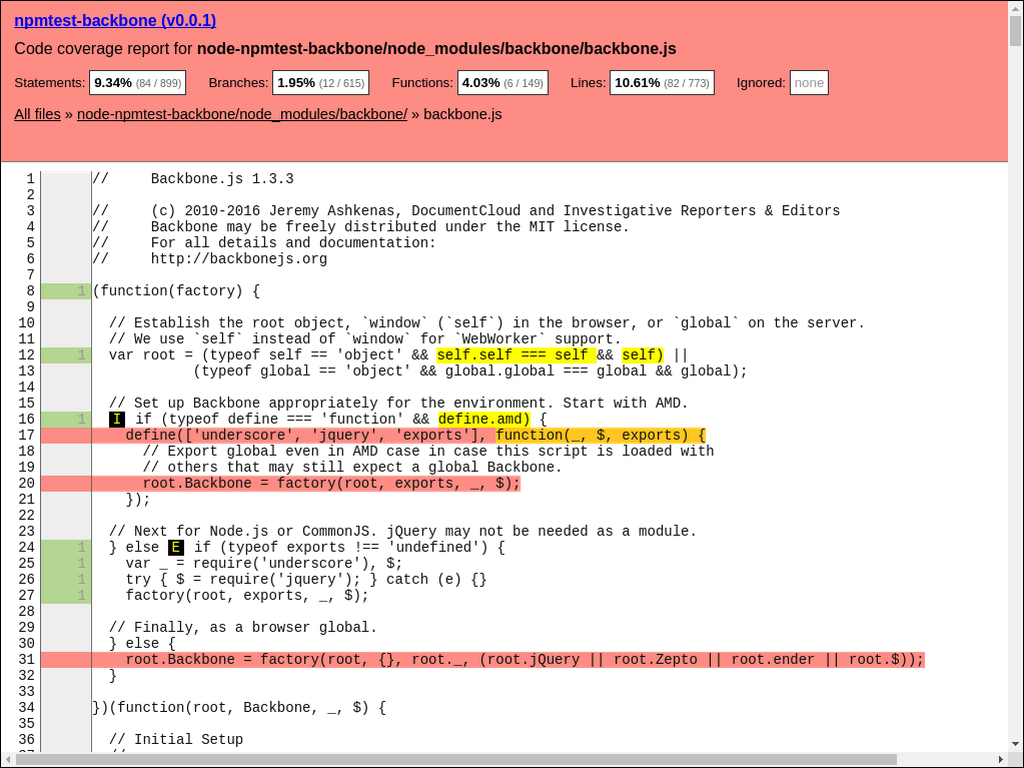 npmtest-backbone (v0.0.1)
Code coverage report for node-npmtest-backbone/node_modules/backbone/backbone.js
Statements: 9.34% (84 / 899) Branches: 1.95% (12 / 615) Functions: 4.03% (6 / 149) Lines: 10.61% (82 / 773) Ignored: none
All files » node-npmtest-backbone/node_modules/backbone/ » backbone.js
1 //     Backbone.js 1.3.3
2
3 //     (c) 2010-2016 Jeremy Ashkenas, DocumentCloud and Investigative Reporters & Editors
4 //     Backbone may be freely distributed under the MIT license.
5 //     For all details and documentation:
6 //     http://backbonejs.org
7
8 1 (function(factory) {
9
10   // Establish the root object, `window` (`self`) in the browser, or `global` on the server.
11   // We use `self` instead of `window` for `WebWorker` support.
12 1   var root = (typeof self == 'object' && self.self === self && self) ||
13             (typeof global == 'object' && global.global === global && global);
14
15   // Set up Backbone appropriately for the environment. Start with AMD.
16 1   I if (typeof define === 'function' && define.amd) {
17     define(['underscore', 'jquery', 'exports'], function(_, $, exports) {
18       // Export global even in AMD case in case this script is loaded with
19       // others that may still expect a global Backbone.
20       root.Backbone = factory(root, exports, _, $);
21     });
22
23   // Next for Node.js or CommonJS. jQuery may not be needed as a module.
24 1   } else E if (typeof exports !== 'undefined') {
25 1     var _ = require('underscore'), $;
26 1     try { $ = require('jquery'); } catch (e) {}
27 1     factory(root, exports, _, $);
28
29   // Finally, as a browser global.
30   } else {
31     root.Backbone = factory(root, {}, root._, (root.jQuery || root.Zepto || root.ender || root.$));
32   }
33
34 })(function(root, Backbone, _, $) {
35
36   // Initial Setup